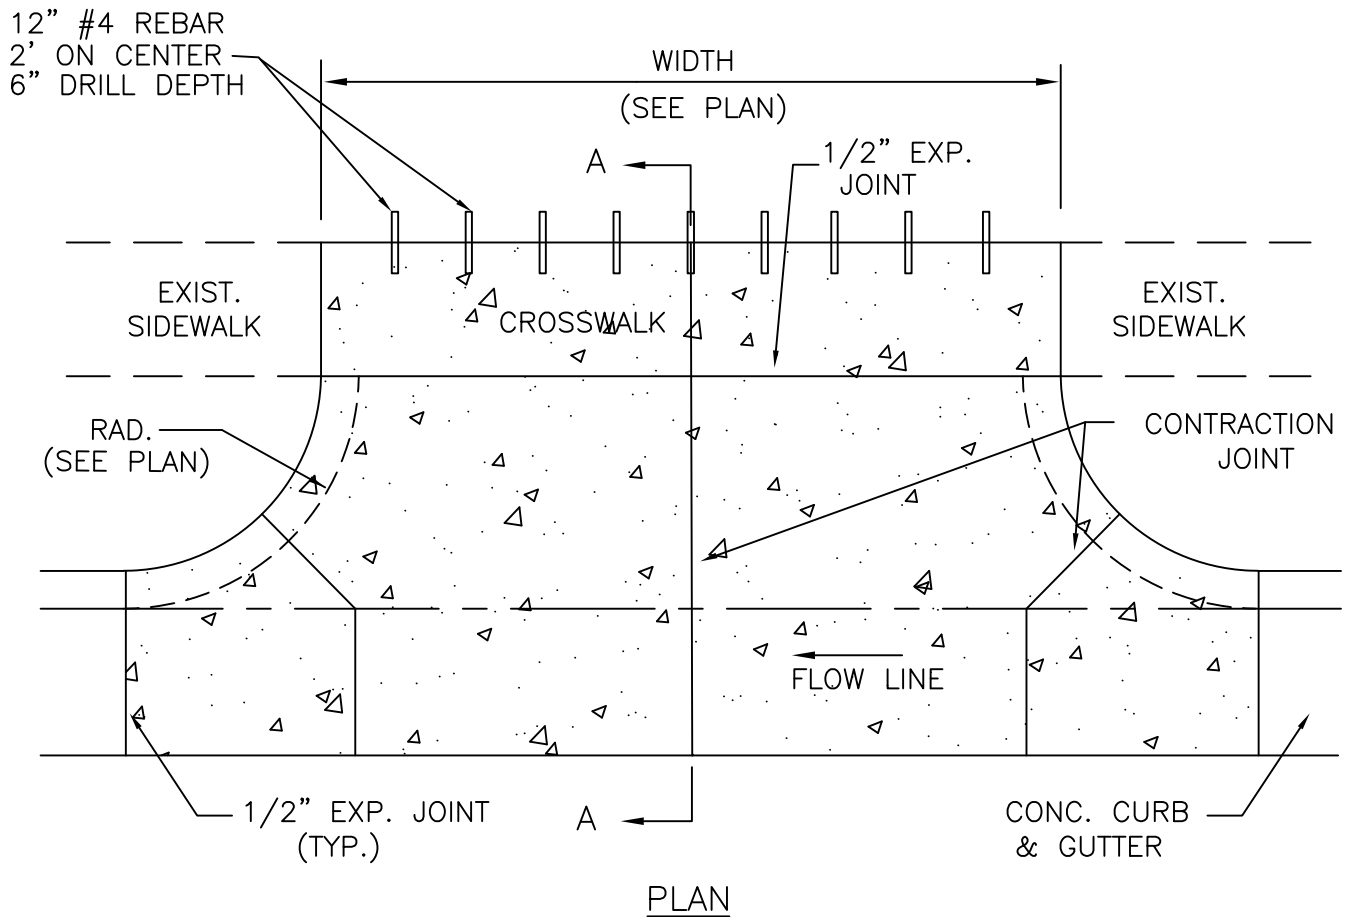 12” #4 REBAR
2’ ON CENTER
6” DRILL DEPTH
WIDTH
(SEE PLAN)
A
1/2” EXP.
JOINT
EXIST.
SIDEWALK
CROSSWALK
EXIST.
SIDEWALK
RAD.
(SEE PLAN)
CONTRACTION
JOINT
FLOW LINE
1/2” EXP. JOINT
(TYP.)
A
CONC. CURB
& GUTTER
PLAN